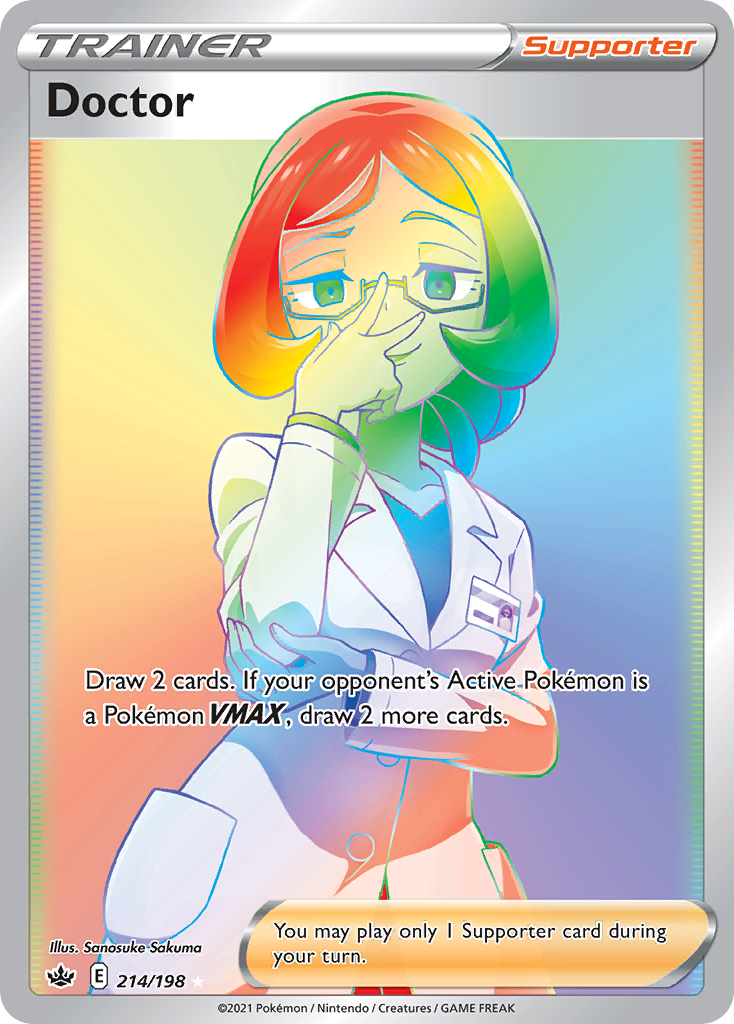 TRAINER
Supporter
Doctor
Draw 2 cards. If your opponent's Active Pokémon is
a Pokémon VMAX, draw 2 more cards.
You may play only 1 Supporter card during
your turn.
Illus. Sanosuke Sakuma
E
214/198
©2021 Pokémon / Nintendo / Creatures / GAME FREAK